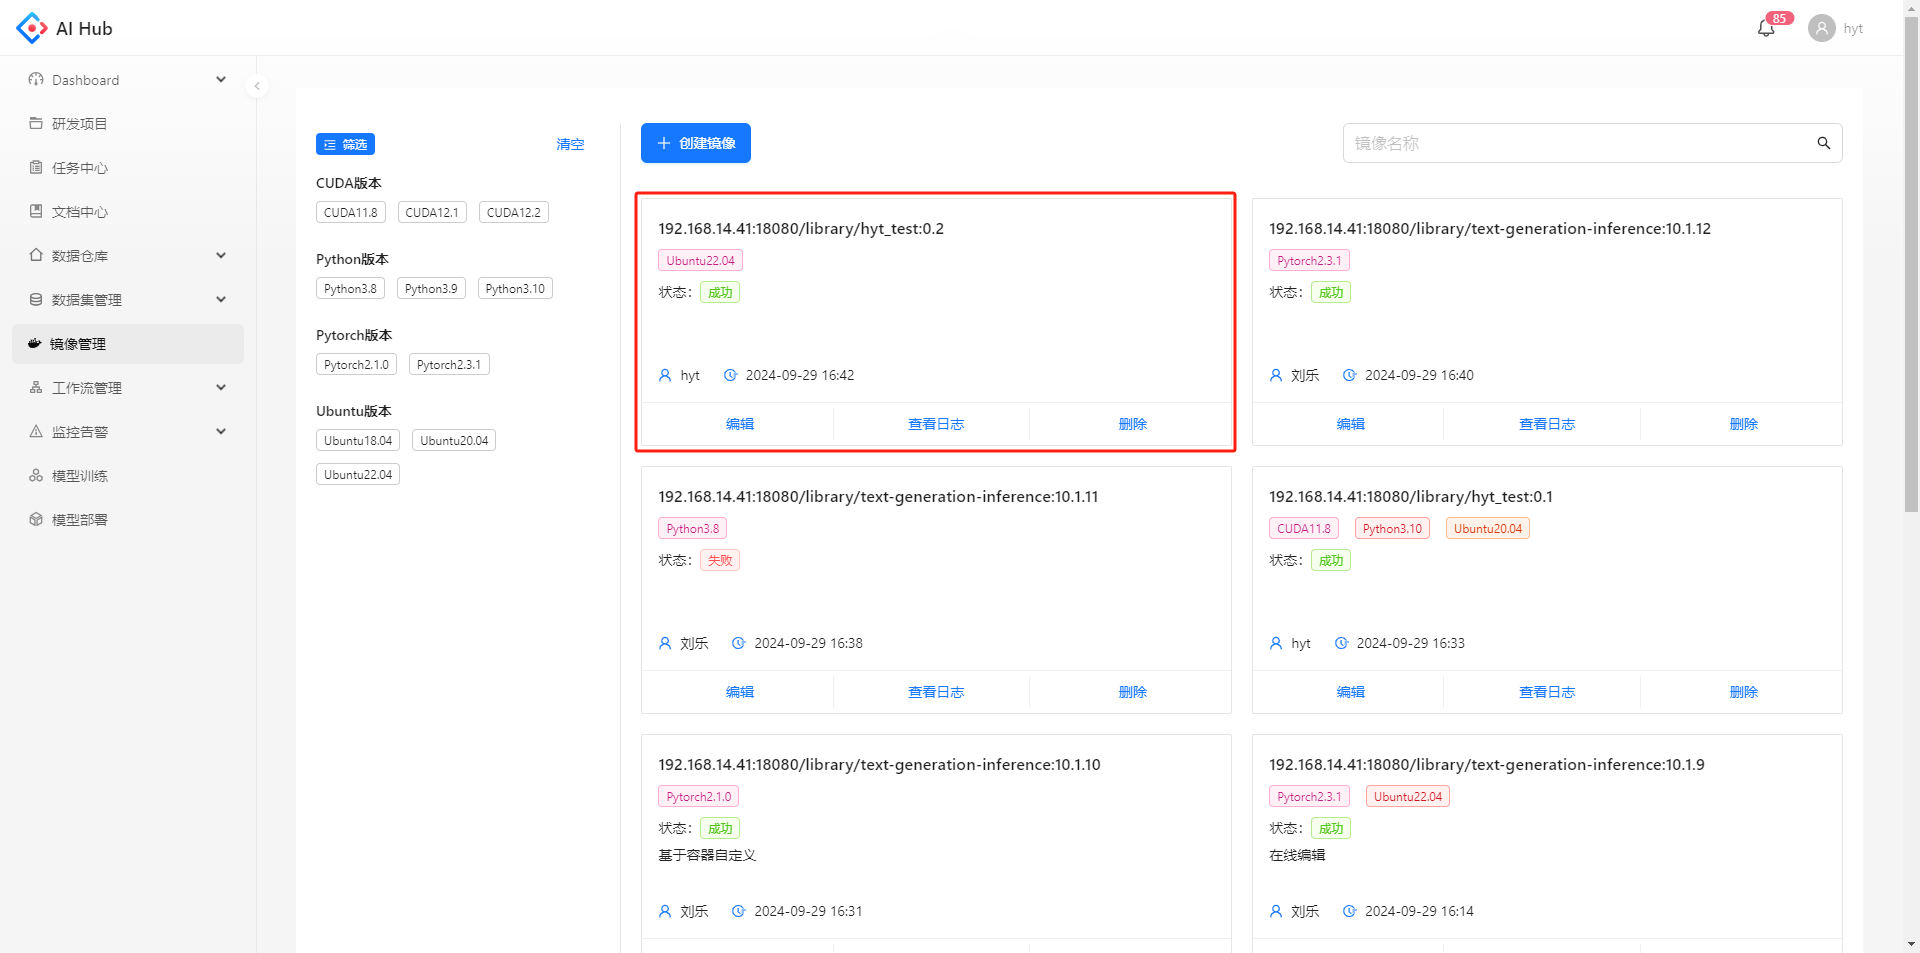 AI Hub
85
hyt
Dashboard
研发项目
任务中心
文档中心
数据仓库
数据集管理
镜像管理
工作流管理
监控告警
模型训练
模型部署
筛选
清空
CUDA版本
CUDA11.8 CUDA12.1 CUDA12.2
Python版本
Python3.8 Python3.9 Python3.10
Pytorch版本
Pytorch2.1.0 Pytorch2.3.1
Ubuntu版本
Ubuntu18.04 Ubuntu20.04
Ubuntu22.04
创建镜像
镜像名称
192.168.14.41:18080/library/hyt_test:0.2
Ubuntu22.04
状态: 成功
hyt 2024-09-29 16:42
编辑 查看日志 删除
192.168.14.41:18080/library/text-generation-inference:10.1.12
Pytorch2.3.1
状态: 成功
刘乐 2024-09-29 16:40
编辑 查看日志 删除
192.168.14.41:18080/library/text-generation-inference:10.1.11
Python3.8
状态: 失败
刘乐 2024-09-29 16:38
编辑 查看日志 删除
192.168.14.41:18080/library/hyt_test:0.1
CUDA11.8 Python3.10 Ubuntu20.04
状态: 成功
hyt 2024-09-29 16:33
编辑 查看日志 删除
192.168.14.41:18080/library/text-generation-inference:10.1.10
Pytorch2.1.0
状态: 成功
基于容器自定义
刘乐 2024-09-29 16:31
192.168.14.41:18080/library/text-generation-inference:10.1.9
Pytorch2.3.1 Ubuntu22.04
状态: 成功
在线编辑
刘乐 2024-09-29 16:14